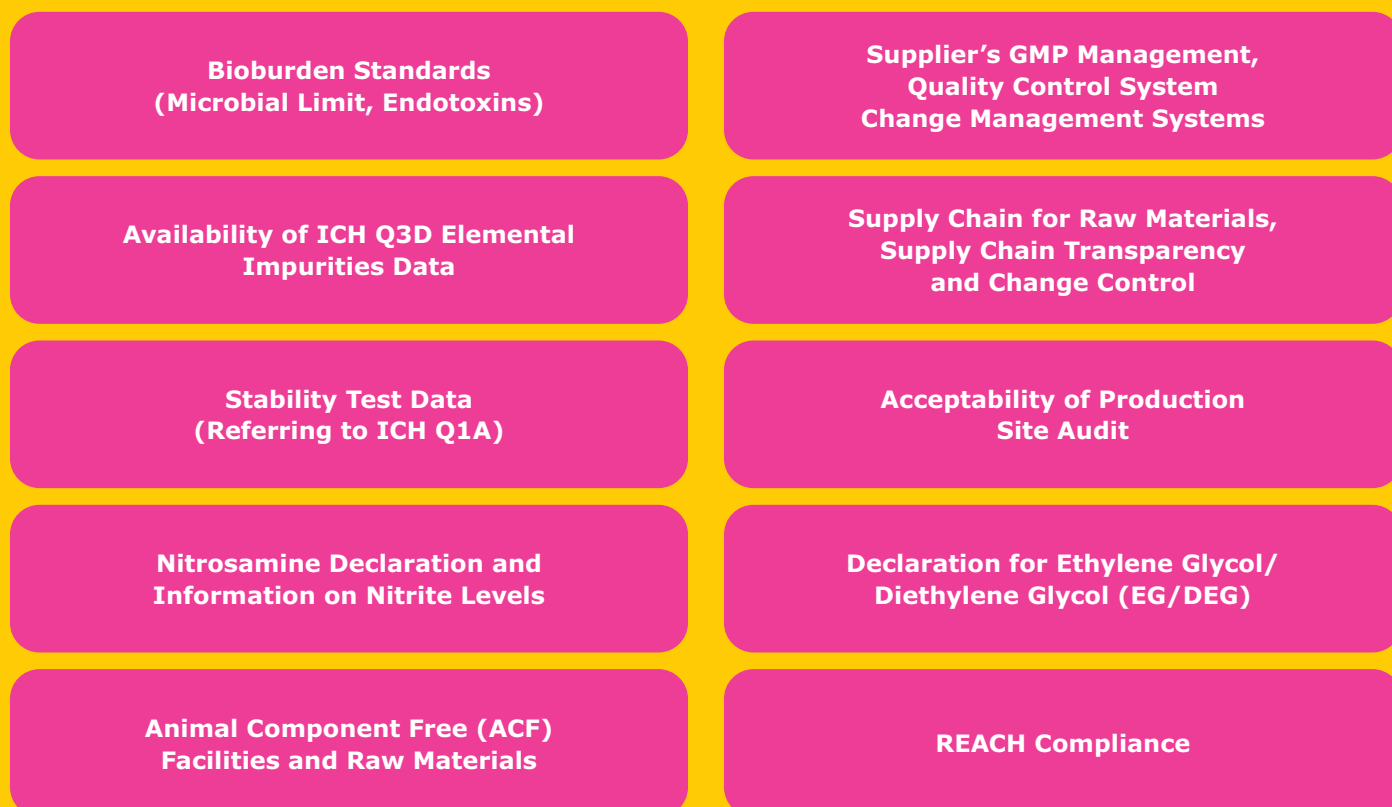 Bioburden Standards
(Microbial Limit, Endotoxins)
Supplier’s GMP Management,
Quality Control System
Change Management Systems
Availability of ICH Q3D Elemental
Impurities Data
Supply Chain for Raw Materials,
Supply Chain Transparency
and Change Control
Stability Test Data
(Referring to ICH Q1A)
Acceptability of Production
Site Audit
Nitrosamine Declaration and
Information on Nitrite Levels
Declaration for Ethylene Glycol/
Diethylene Glycol (EG/DEG)
Animal Component Free (ACF)
Facilities and Raw Materials
REACH Compliance